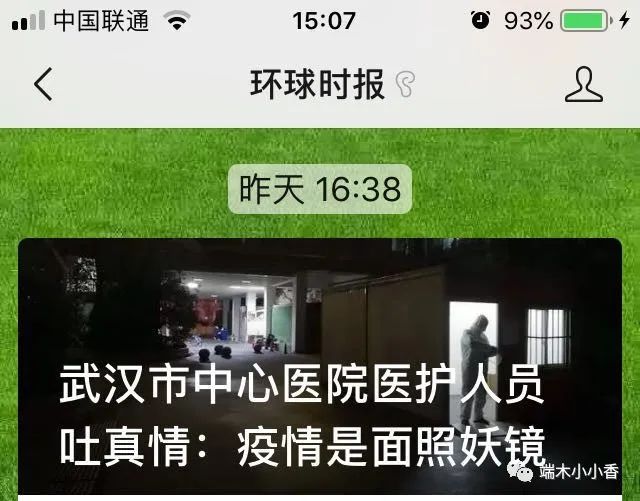 中国联通 15:07 93%
环球时报
昨天 16:38
武汉市中心医院医护人员
吐真情：疫情是面照妖镜
端木小小香